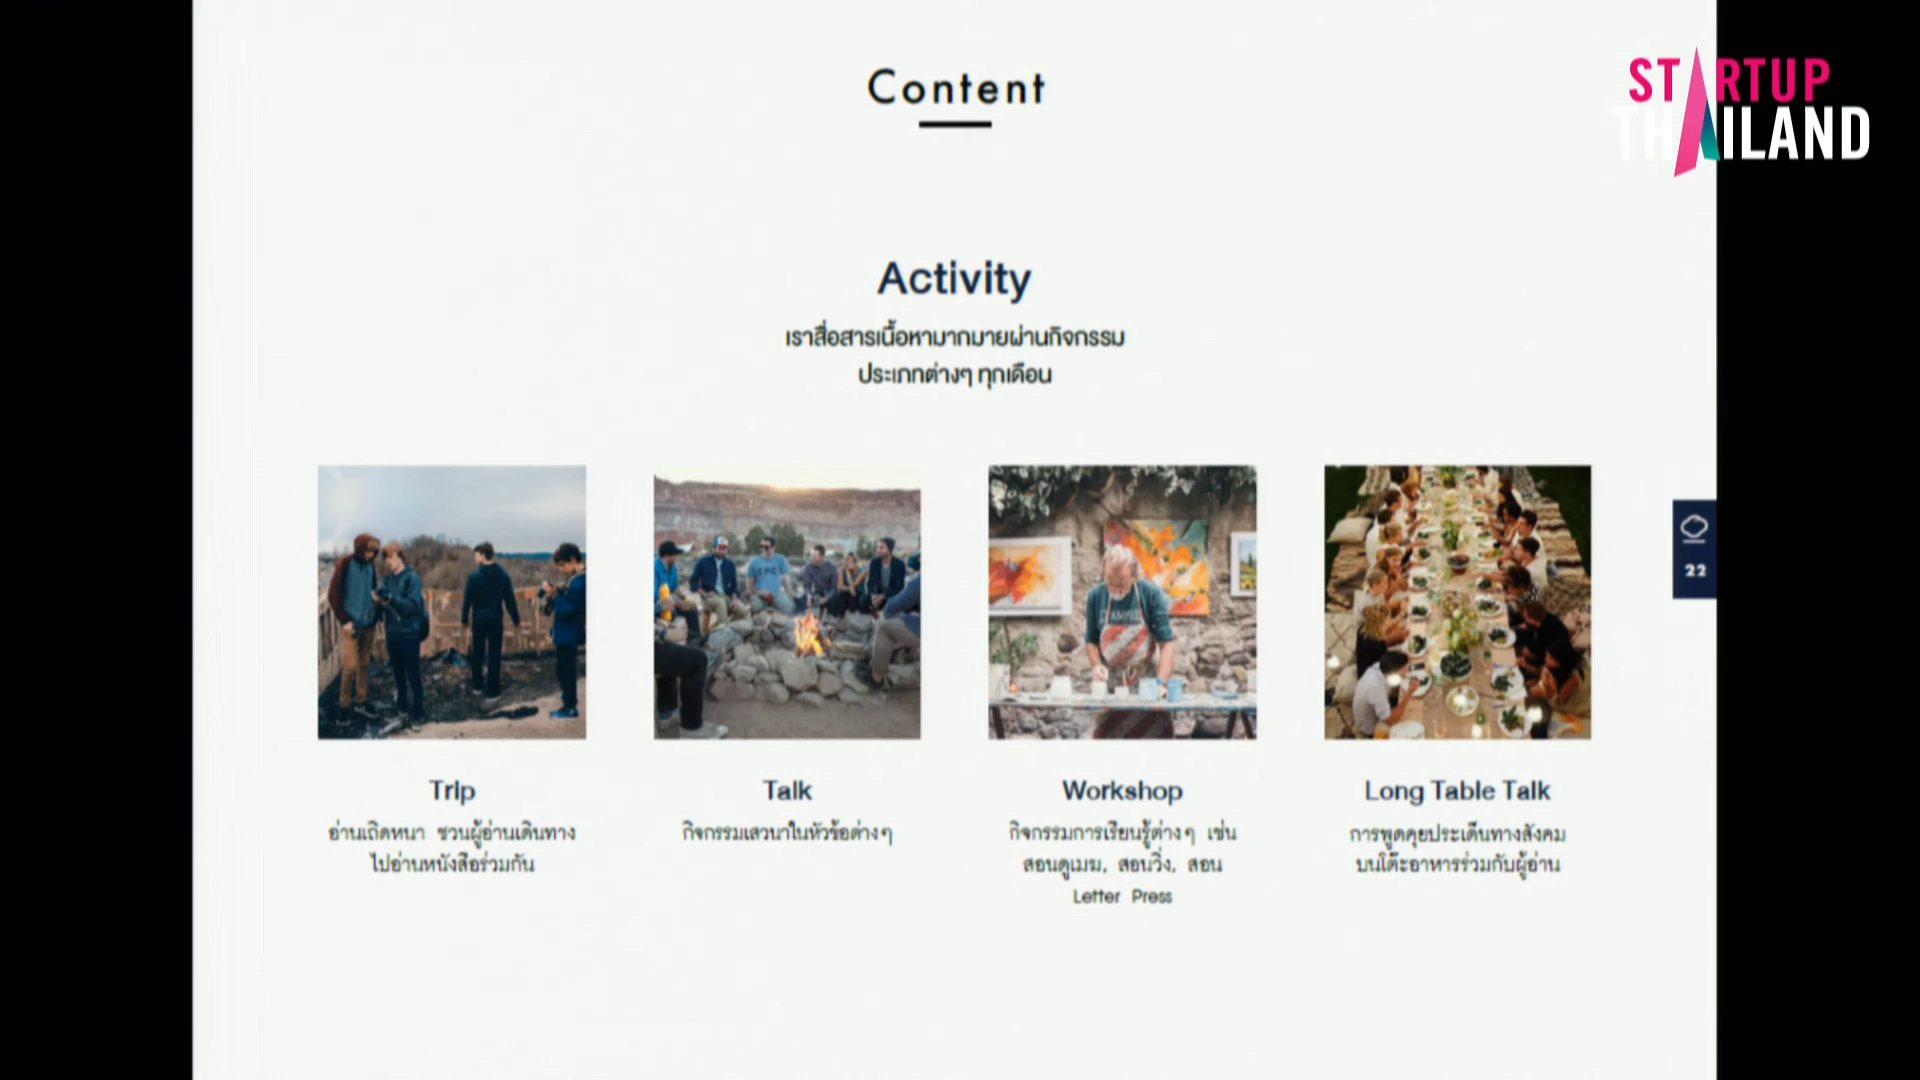 Content
STARTUP
THAILAND
Activity
เราสื่อสารเนื้อหามากมายผ่านกิจกรรม
ประเภทต่างๆ ทุกเดือน
22
Trip
อ่านเถิดหนา ชวนผู้อ่านเดินทาง
ไปอ่านหนังสือร่วมกัน
Talk
กิจกรรมเสวนาในหัวข้อต่างๆ
Workshop
กิจกรรมการเรียนรู้ต่างๆ เช่น
สอนดูเมฆ, สอนวิ่ง, สอน
Letter Press
Long Table Talk
การพูดคุยประเด็นทางสังคม
บนโต๊ะอาหารร่วมกับผู้อ่าน